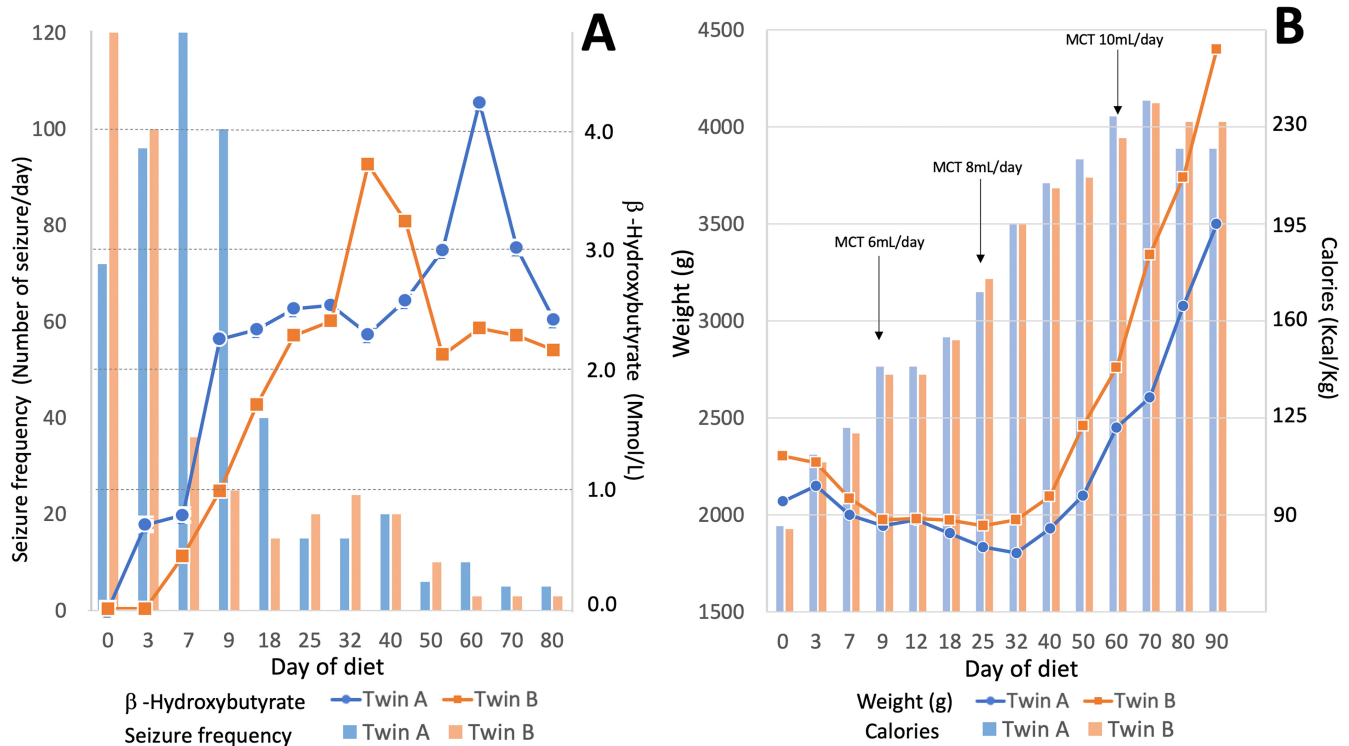 A
Seizure frequency (Number of seizure/day)
120
100
80
60
40
20
0
4.0
3.0
2.0
1.0
0.0
β -Hydroxybutyrate (Mmol/L)
0 3 7 9 18 25 32 40 50 60 70 80
Day of diet
β -Hydroxybutyrate Twin A Twin B
Seizure frequency Twin A Twin B
B
Weight (g)
4500
4000
3500
3000
2500
2000
1500
MCT 6mL/day
MCT 8mL/day
MCT 10mL/day
230
195
160
125
90
Calories (Kcal/kg)
0 3 7 9 12 18 25 32 40 50 60 70 80 90
Day of diet
Weight (g) Twin A Twin B
Calories Twin A Twin B